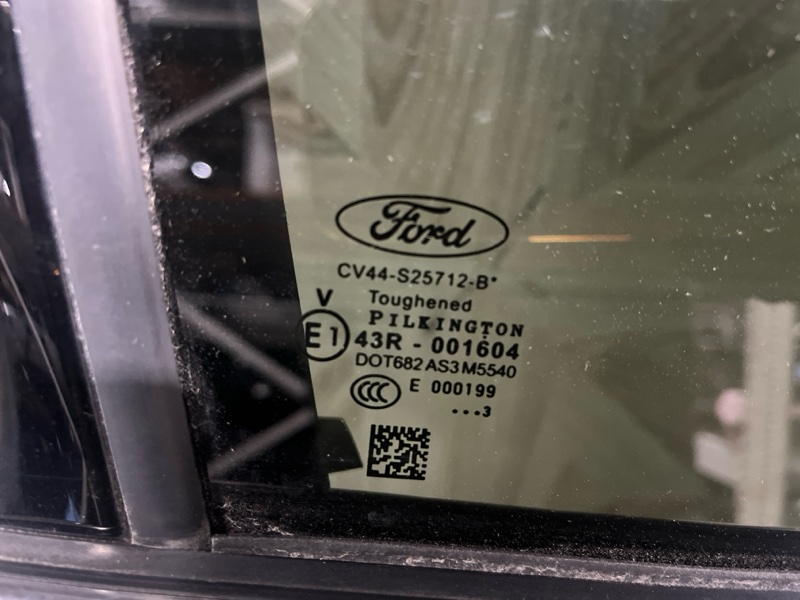 Ford
CV44-S25712-B*
Toughened
V
PILKINGTON
E1 43R - 001604
DOT682 AS3 M5540
CCC E 000199
...3